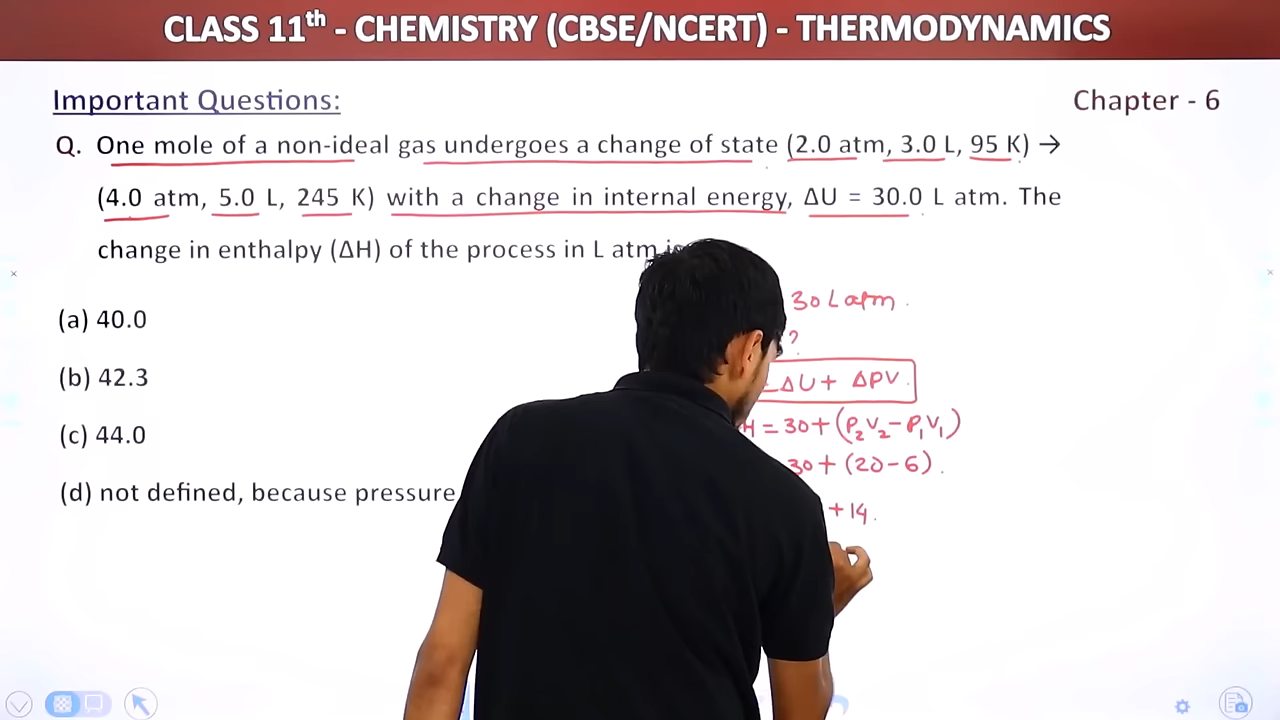 CLASS 11th - CHEMISTRY (CBSE/NCERT) - THERMODYNAMICS
Important Questions:
Chapter - 6
Q. One mole of a non-ideal gas undergoes a change of state (2.0 atm, 3.0 L, 95 K) →
(4.0 atm, 5.0 L, 245 K) with a change in internal energy, ΔU = 30.0 L atm. The
change in enthalpy (ΔH) of the process in L atm is
30 L atm.
?
(a) 40.0
(b) 42.3
(c) 44.0
(d) not defined, because pressure
= ΔU + ΔPV.
H = 30 + (P₂V₂ - P₁V₁)
30 + (20 - 6).
+ 14.